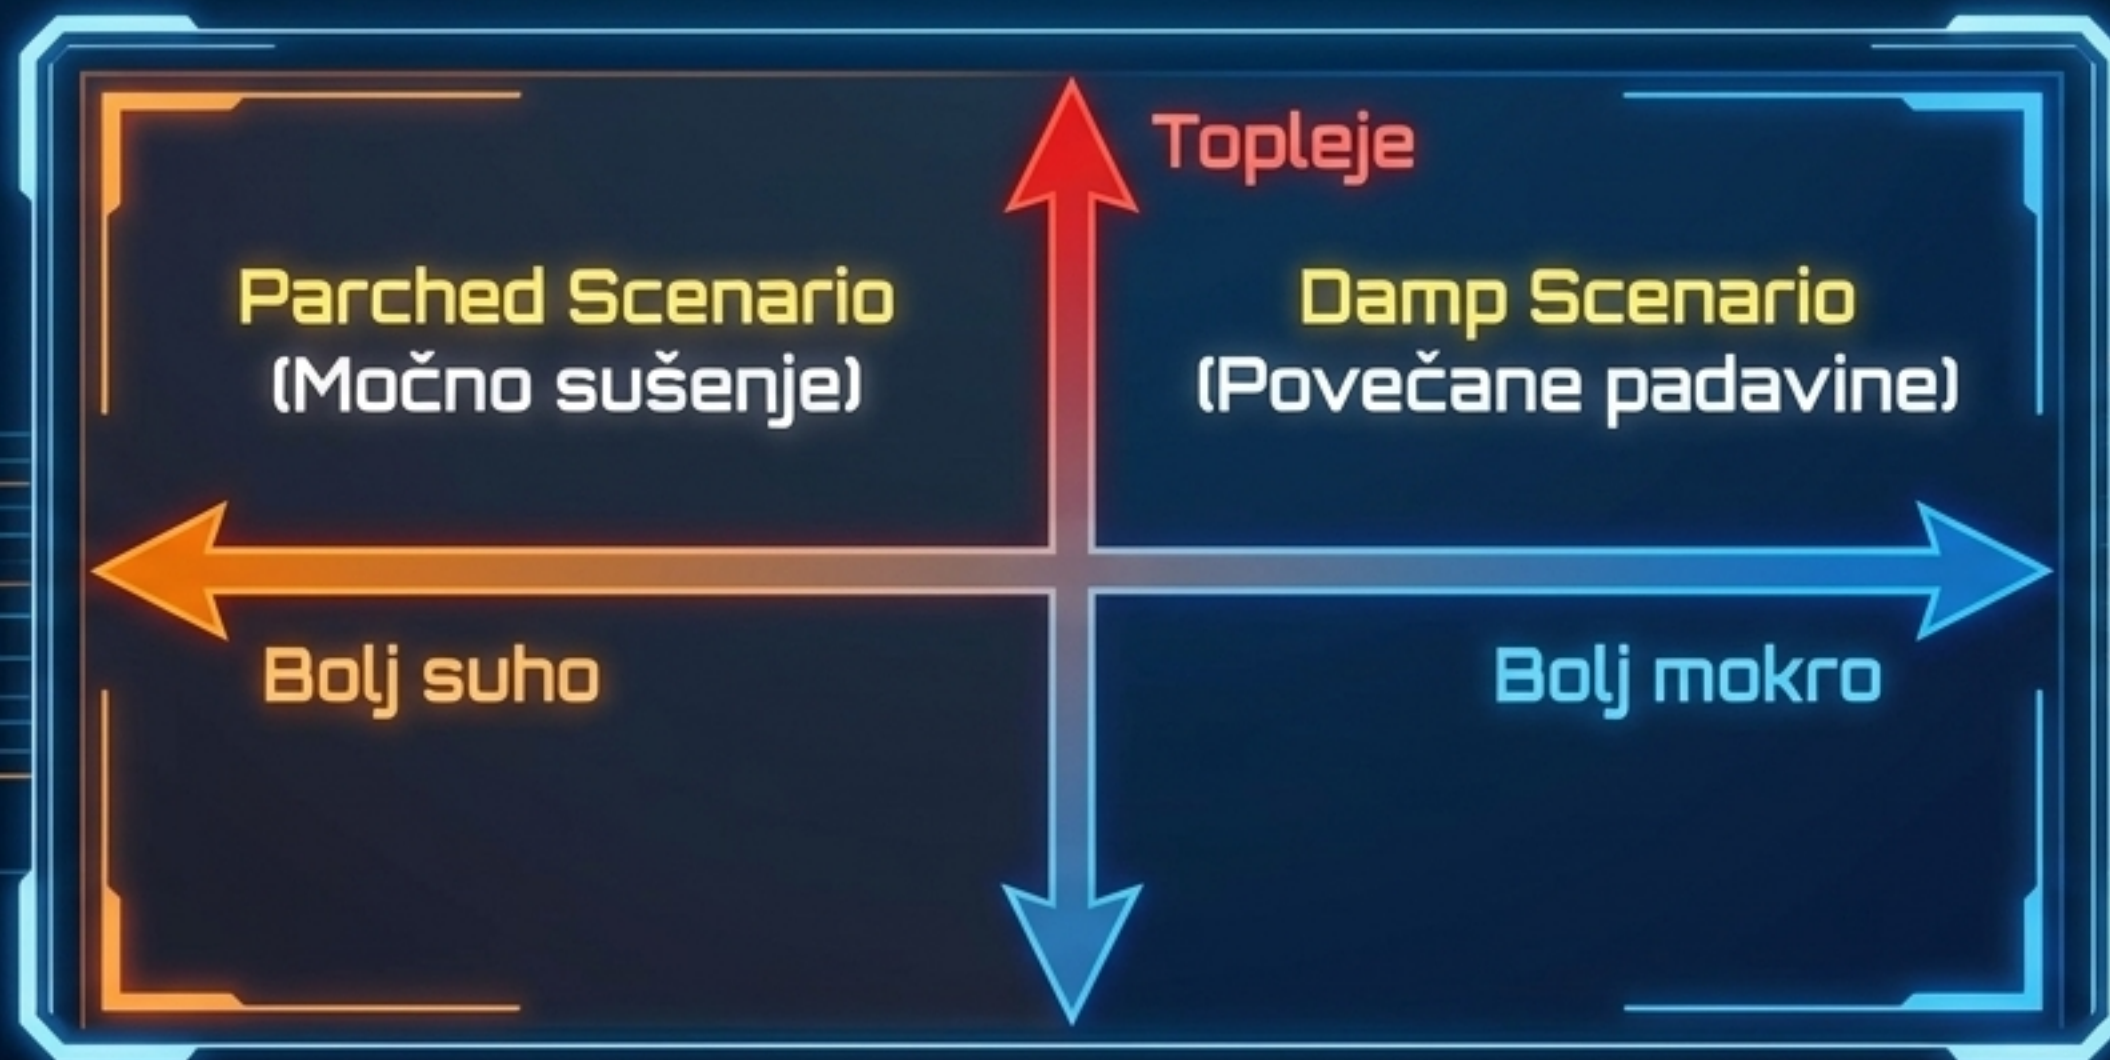 Topleje
Parched Scenario
(Močno sušenje)
Damp Scenario
(Povečane padavine)
Bolj suho
Bolj mokro